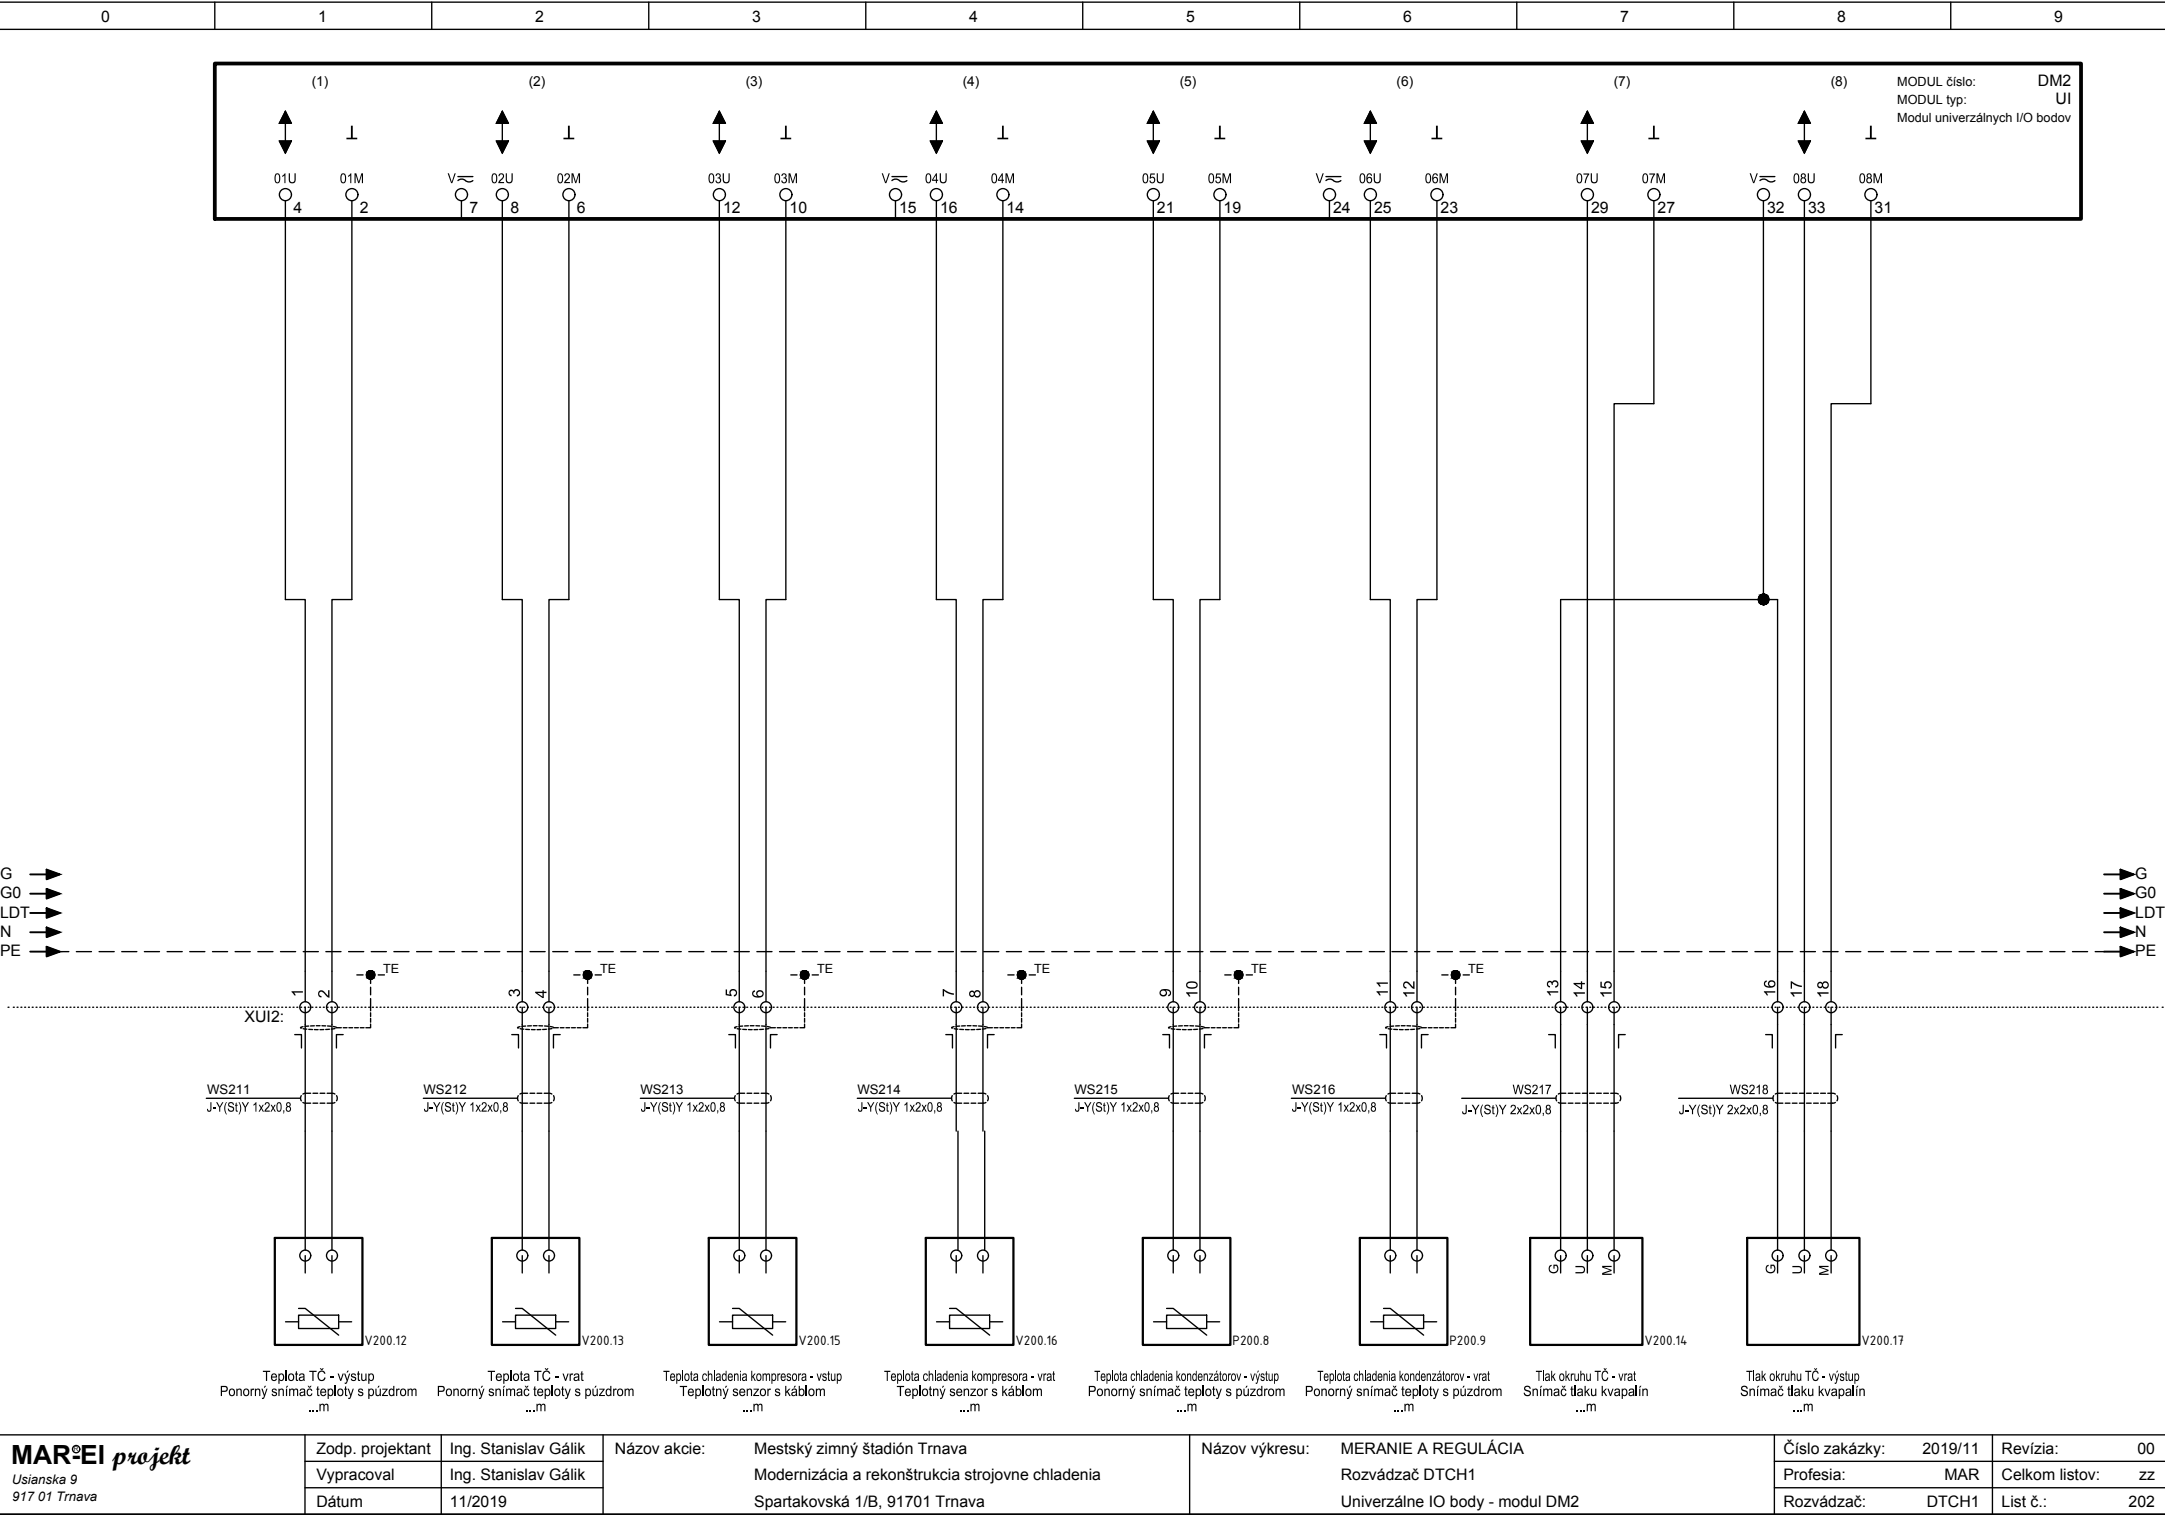 0 1 2 3 4 5 6 7 8 9
(1) (2) (3) (4) (5) (6) (7) (8)
MODUL číslo: DM2
MODUL typ: UI
Modul univerzálnych I/O bodov
01U 01M V 02U 02M 03U 03M V 04U 04M 05U 05M V 06U 06M 07U 07M V 08U 08M
4 2 7 8 6 12 10 15 16 14 21 19 24 25 23 29 27 32 33 31
G G
G0 G0
LDT LDT
N N
PE PE
TE TE TE TE TE TE
1 2 3 4 5 6 7 8 9 10 11 12 13 14 15 16 17 18
XUI2:
WS211 WS212 WS213 WS214 WS215 WS216 WS217 WS218
J-Y(St)Y 1x2x0,8 J-Y(St)Y 1x2x0,8 J-Y(St)Y 1x2x0,8 J-Y(St)Y 1x2x0,8 J-Y(St)Y 1x2x0,8 J-Y(St)Y 1x2x0,8 J-Y(St)Y 2x2x0,8 J-Y(St)Y 2x2x0,8
G U M G U M
V200.12 V200.13 V200.15 V200.16 P200.8 P200.9 V200.14 V200.17
Teplota TČ - výstup
Ponorný snímač teploty s púzdrom
...m
Teplota TČ - vrat
Ponorný snímač teploty s púzdrom
...m
Teplota chladenia kompresora - vstup
Teplotný senzor s káblom
...m
Teplota chladenia kompresora - vrat
Teplotný senzor s káblom
...m
Teplota chladenia kondenzátorov - výstup
Ponorný snímač teploty s púzdrom
...m
Teplota chladenia kondenzátorov - vrat
Ponorný snímač teploty s púzdrom
...m
Tlak okruhu TČ - vrat
Snímač tlaku kvapalín
...m
Tlak okruhu TČ - výstup
Snímač tlaku kvapalín
...m
MAR-EI projekt
Usianska 9
917 01 Trnava
Zodp. projektant Ing. Stanislav Gálik
Vypracoval Ing. Stanislav Gálik
Dátum 11/2019
Názov akcie: Mestský zimný štadión Trnava
Modernizácia a rekonštrukcia strojovne chladenia
Spartakovská 1/B, 91701 Trnava
Názov výkresu: MERANIE A REGULÁCIA
Rozvádzač DTCH1
Univerzálne IO body - modul DM2
Číslo zakázky: 2019/11 Revízia: 00
Profesia: MAR Celkom listov: zz
Rozvádzač: DTCH1 List č.: 202